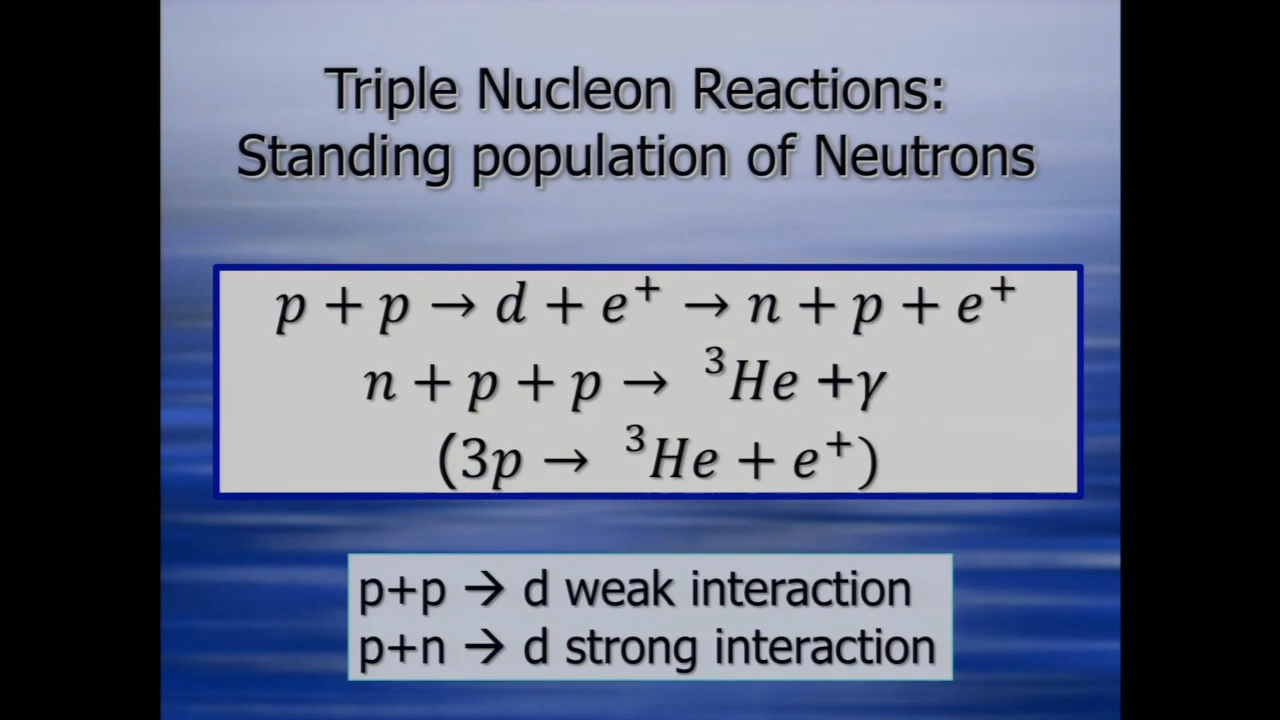 Triple Nucleon Reactions:
Standing population of Neutrons
p + p → d + e⁺ → n + p + e⁺
n + p + p → ³He +γ
(3p → ³He + e⁺)
p+p → d weak interaction
p+n → d strong interaction